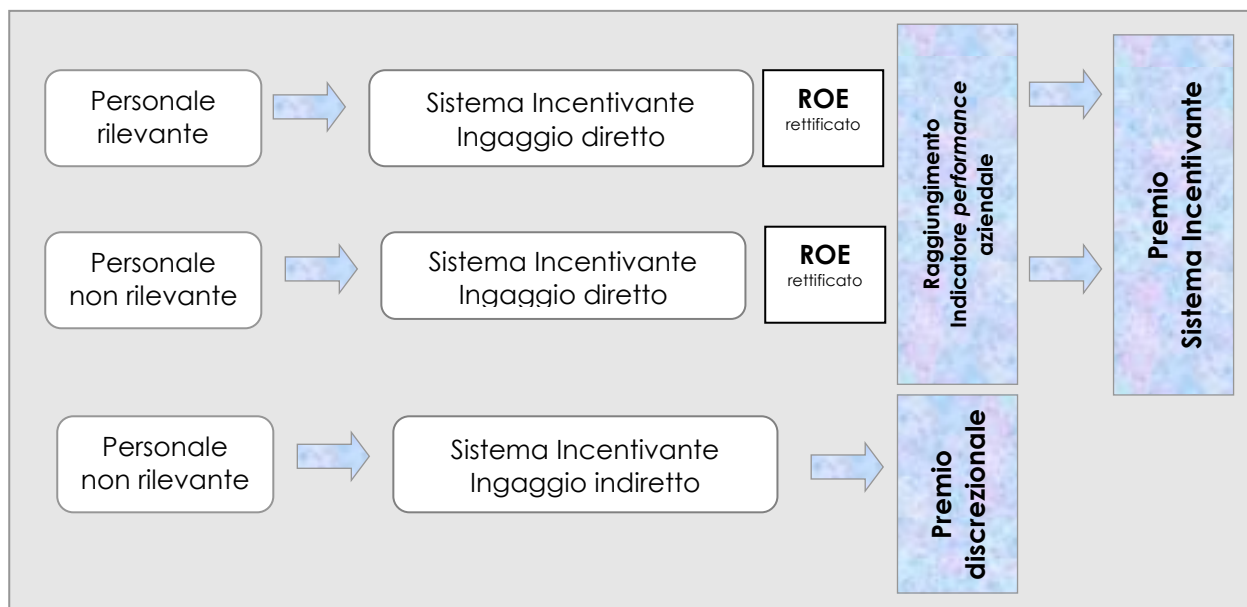 Personale
rilevante
Sistema Incentivante
Ingaggio diretto
ROE
rettificato
Personale
non rilevante
Sistema Incentivante
Ingaggio diretto
ROE
rettificato
Raggiungimento
Indicatore performance
aziendale
Premio
Sistema Incentivante
Personale
non rilevante
Sistema Incentivante
Ingaggio indiretto
Premio
discrezionale